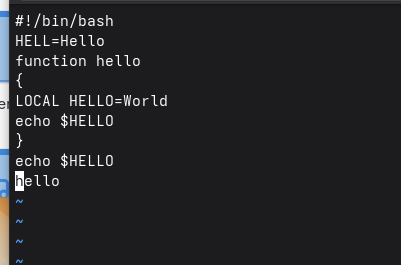 #!/bin/bash
HELL=Hello
function hello
{
LOCAL HELLO=World
echo $HELLO
}
echo $HELLO
hello
~
~
~
~